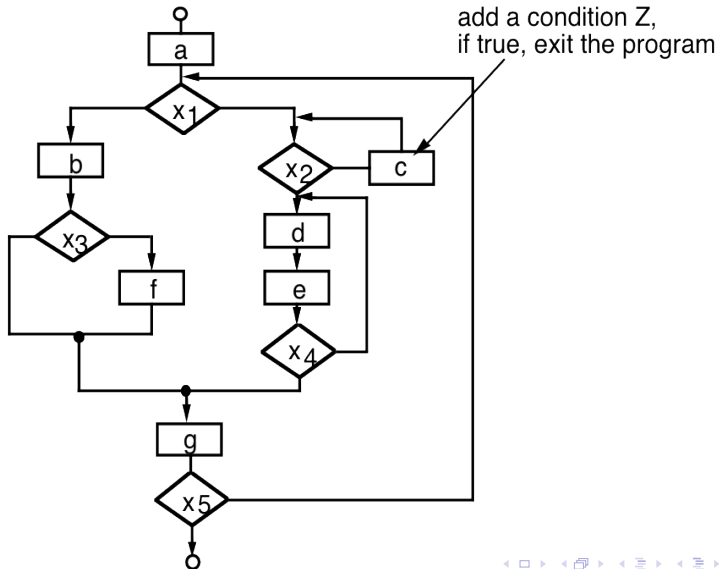 add a condition Z,
if true, exit the program
a
x1
b
x2
c
x3
d
f
e
x4
g
x5